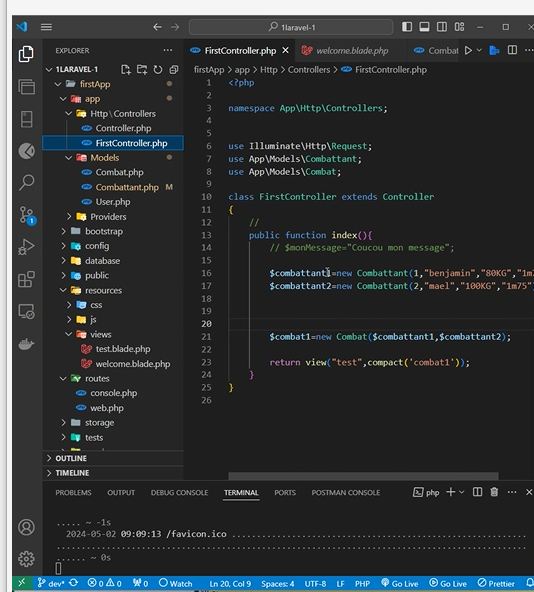 1laravel-1
EXPLORER
FirstController.php
welcome.blade.php
Combat
1LARAVEL-1
firstApp > app > Http > Controllers > FirstController.php
firstApp
app
Http \ Controllers
Controller.php
FirstController.php
Models
Combat.php
Combattant.php M
User.php
Providers
bootstrap
config
database
public
resources
css
js
views
test.blade.php
welcome.blade.php
routes
console.php
web.php
storage
tests
OUTLINE
TIMELINE
1 <?php
2
3 namespace App\Http\Controllers;
4
5
6 use Illuminate\Http\Request;
7 use App\Models\Combattant;
8 use App\Models\Combat;
9
10 class FirstController extends Controller
11 {
12 //
13 public function index(){
14 // $monMessage="Coucou mon message";
15
16 $combattant1=new Combattant(1,"benjamin","80KG","1m7
17 $combattant2=new Combattant(2,"mael","100KG","1m75")
18
19
20
21 $combat1=new Combat($combattant1,$combattant2);
22
23 return view("test",compact('combat1'));
24 }
25 }
26
PROBLEMS OUTPUT DEBUG CONSOLE TERMINAL PORTS POSTMAN CONSOLE
php
..... ~ -1s
2024-05-02 09:09:13 /favicon.ico ..................................................
...... ~ 0s
dev* 0 0 0 Watch Ln 20, Col 9 Spaces: 4 UTF-8 LF PHP Go Live Go Live Prettier